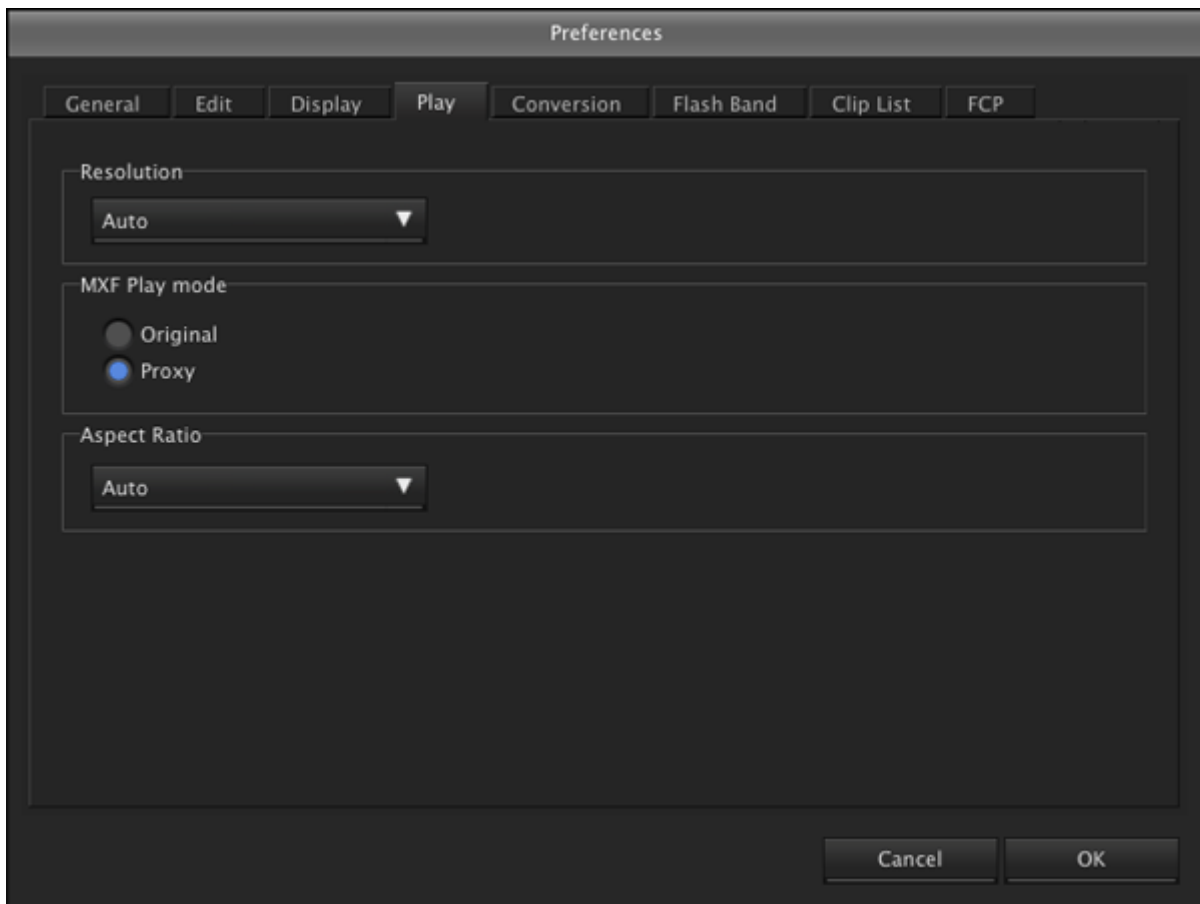 Preferences
General Edit Display Play Conversion Flash Band Clip List FCP
Resolution
Auto
MXF Play mode
Original
Proxy
Aspect Ratio
Auto
Cancel OK